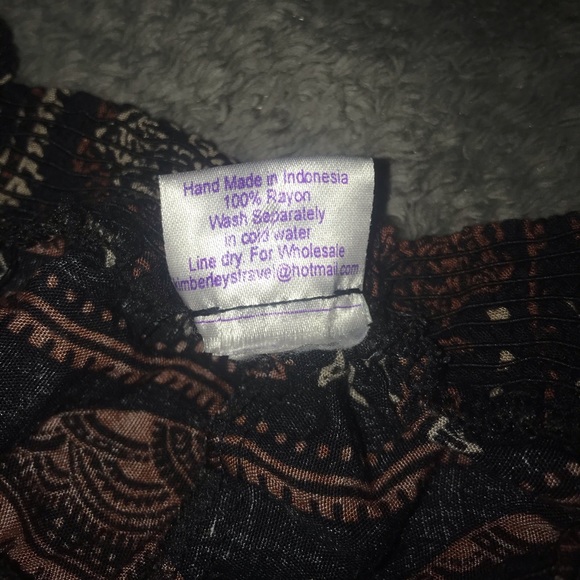 Hand Made in Indonesia
100% Rayon
Wash Separately
in cold water
Line dry. For Wholesale
kimberleystravel@hotmail.com